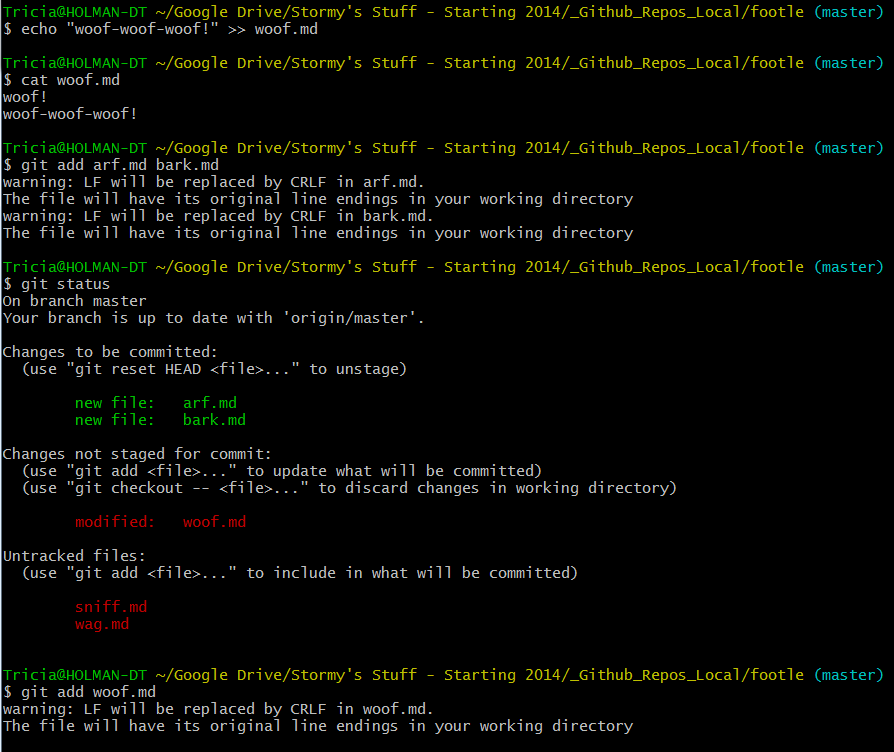 Tricia@HOLMAN-DT ~/Google Drive/Stormy's Stuff - Starting 2014/_Github_Repos_Local/footle (master)
$ echo "woof-woof-woof!" >> woof.md
Tricia@HOLMAN-DT ~/Google Drive/Stormy's Stuff - Starting 2014/_Github_Repos_Local/footle (master)
$ cat woof.md
woof!
woof-woof-woof!
Tricia@HOLMAN-DT ~/Google Drive/Stormy's Stuff - Starting 2014/_Github_Repos_Local/footle (master)
$ git add arf.md bark.md
warning: LF will be replaced by CRLF in arf.md.
The file will have its original line endings in your working directory
warning: LF will be replaced by CRLF in bark.md.
The file will have its original line endings in your working directory
Tricia@HOLMAN-DT ~/Google Drive/Stormy's Stuff - Starting 2014/_Github_Repos_Local/footle (master)
$ git status
On branch master
Your branch is up to date with 'origin/master'.
Changes to be committed:
  (use "git reset HEAD <file>..." to unstage)
        new file:   arf.md
        new file:   bark.md
Changes not staged for commit:
  (use "git add <file>..." to update what will be committed)
  (use "git checkout -- <file>..." to discard changes in working directory)
        modified:   woof.md
Untracked files:
  (use "git add <file>..." to include in what will be committed)
        sniff.md
        wag.md
Tricia@HOLMAN-DT ~/Google Drive/Stormy's Stuff - Starting 2014/_Github_Repos_Local/footle (master)
$ git add woof.md
warning: LF will be replaced by CRLF in woof.md.
The file will have its original line endings in your working directory